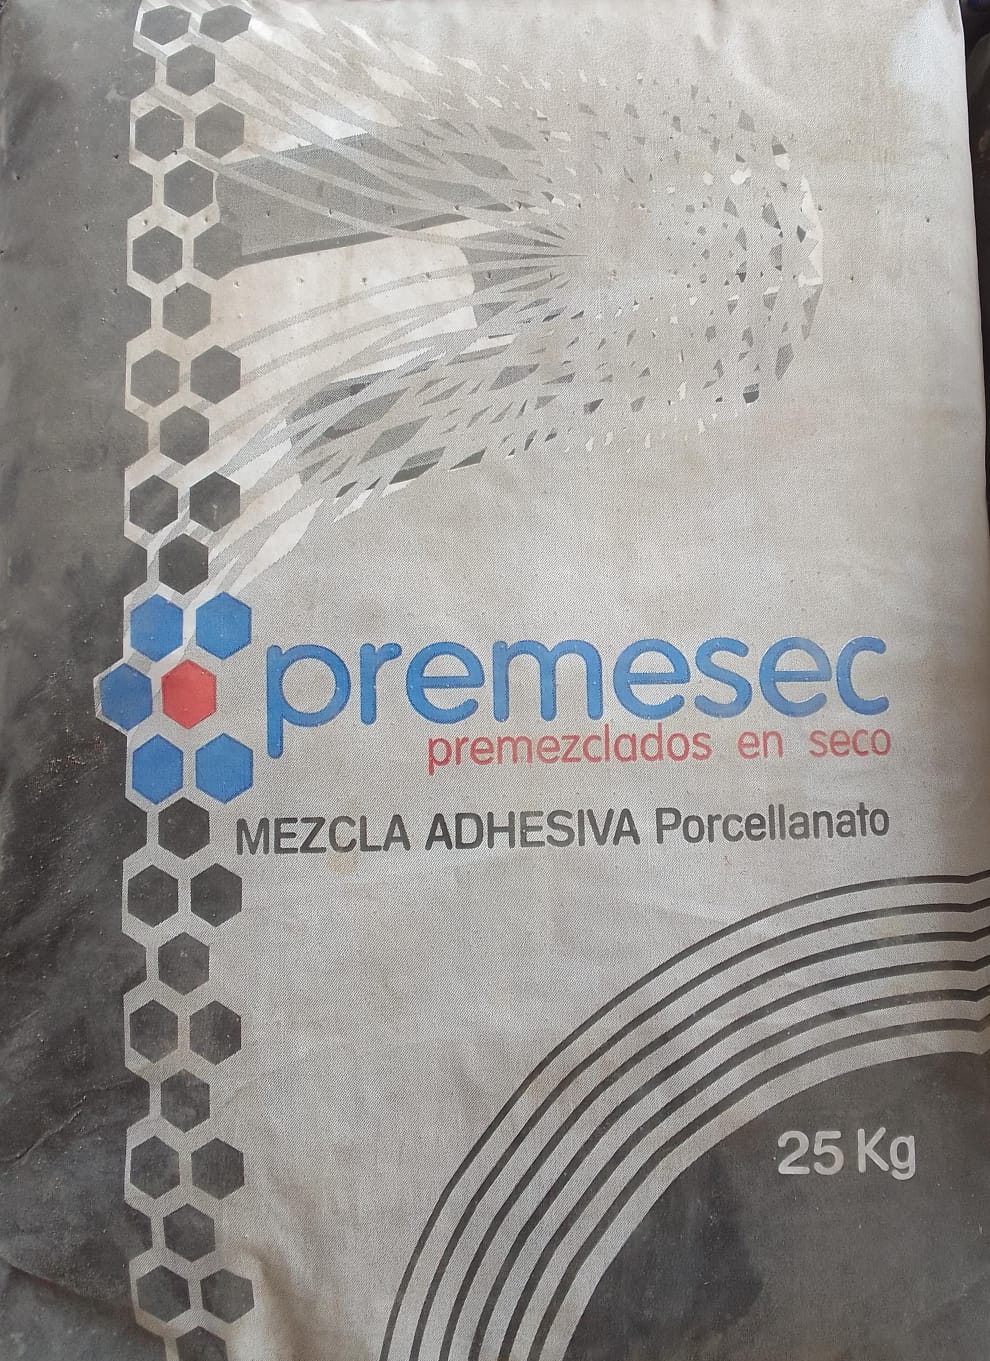 premesec
premezclados en seco
MEZCLA ADHESIVA Porcellanato
25 Kg